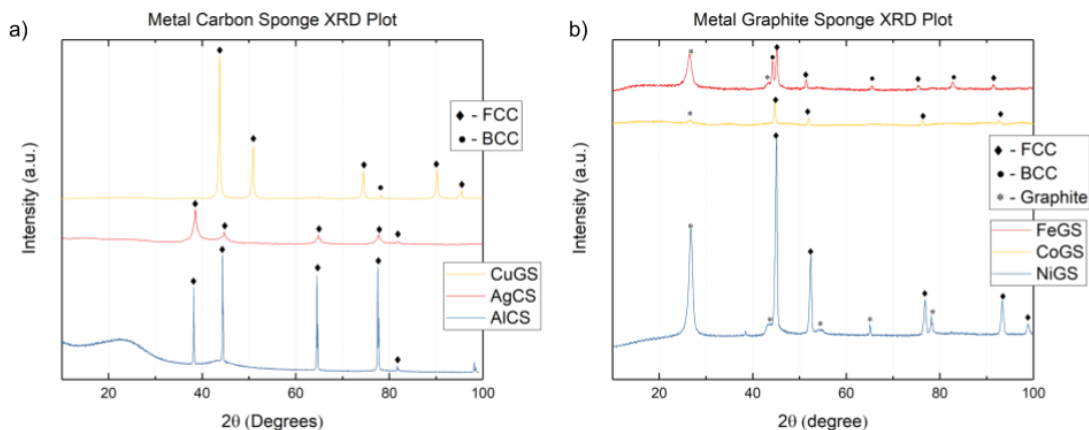 a)
Metal Carbon Sponge XRD Plot
Intensity (a.u.)
♦ - FCC
● - BCC
CuGS
AgCS
AlCS
20 40 60 80 100
2θ (Degrees)
b)
Metal Graphite Sponge XRD Plot
Intensity (a.u.)
♦ - FCC
● - BCC
* - Graphite
FeGS
CoGS
NiGS
20 40 60 80 100
2θ (degree)